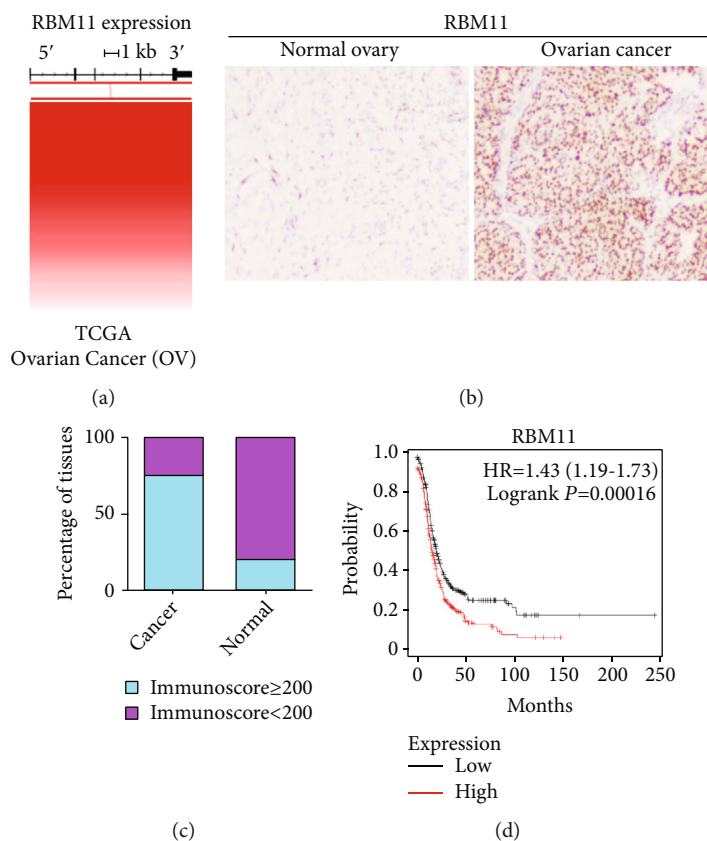 RBM11 expression
5′ 1 kb 3′
TCGA
Ovarian Cancer (OV)
(a)
RBM11
Normal ovary Ovarian cancer
(b)
Percentage of tissues
100
50
0
Cancer Normal
Immunoscore≥200
Immunoscore<200
(c)
RBM11
HR=1.43 (1.19-1.73)
Logrank P=0.00016
Probability
1.0
0.8
0.6
0.4
0.2
0
0 50 100 150 200 250
Months
Expression
Low
High
(d)